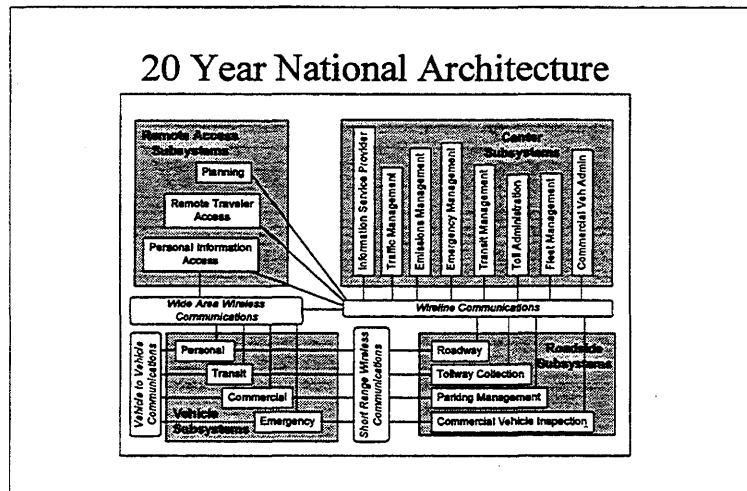 20 Year National Architecture
Remote Access
Subsystems
Planning
Remote Traveler
Access
Personal Information
Access
Center
Subsystems
Information Service Provider
Traffic Management
Emissions Management
Emergency Management
Transit Management
Toll Administration
Fleet Management
Commercial Veh Admin
Wide Area Wireless
Communications
Wireline Communications
Vehicle to Vehicle
Communications
Personal
Transit
Commercial
Emergency
Vehicle
Subsystems
Short Range Wireless
Communications
Roadway
Roadside
Subsystems
Tollway Collection
Parking Management
Commercial Vehicle Inspection